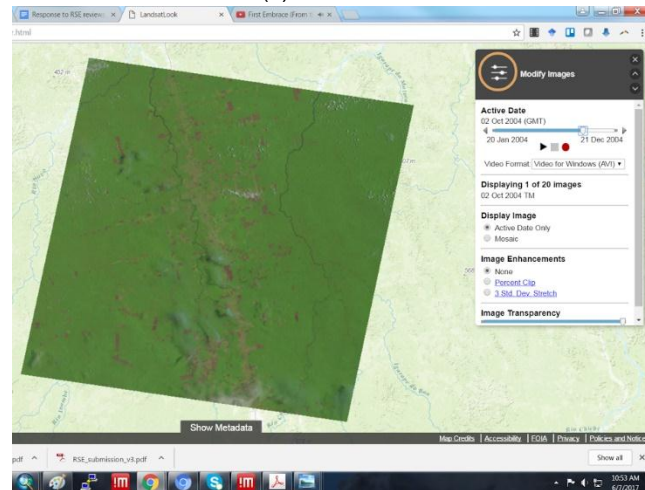 Response to RSE review
LandsatLook
First Embrace (From
html
Modify Images
Active Date
02 Oct 2004 (GMT)
20 Jan 2004
21 Dec 2004
Video Format Video for Windows (AVI)
Displaying 1 of 20 images
02 Oct 2004 TM
Display Image
Active Date Only
Mosaic
Image Enhancements
None
Percent Clip
3 Std. Dev. Stretch
Image Transparency
Show Metadata
Map Credits | Accessibility | FOIA | Privacy | Policies and Notice
pdf
RSE_submission_v3.pdf
Show all
10:53 AM
6/7/2017